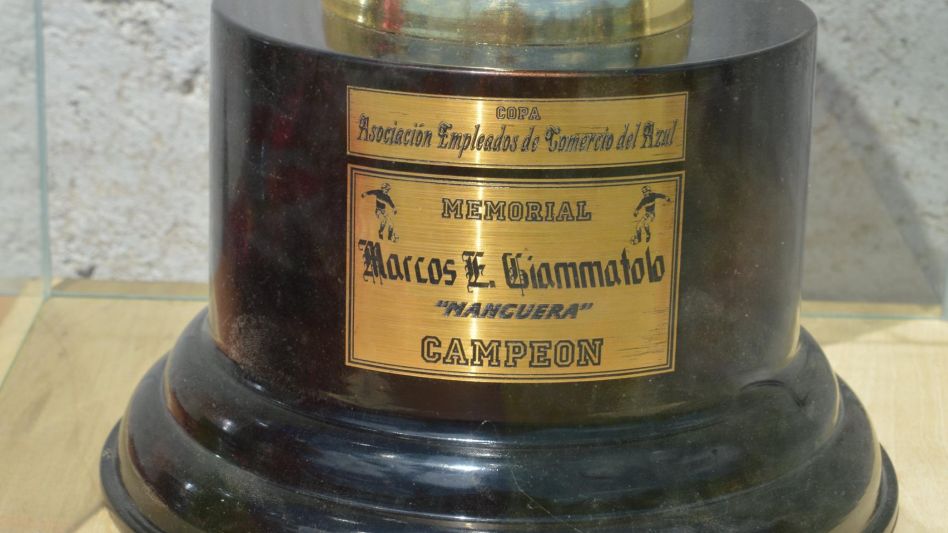 COPA
Asociación Empleados de Comercio del Azul
MEMORIAL
Marcos E. Giammatolo
"MANGUERA"
CAMPEON